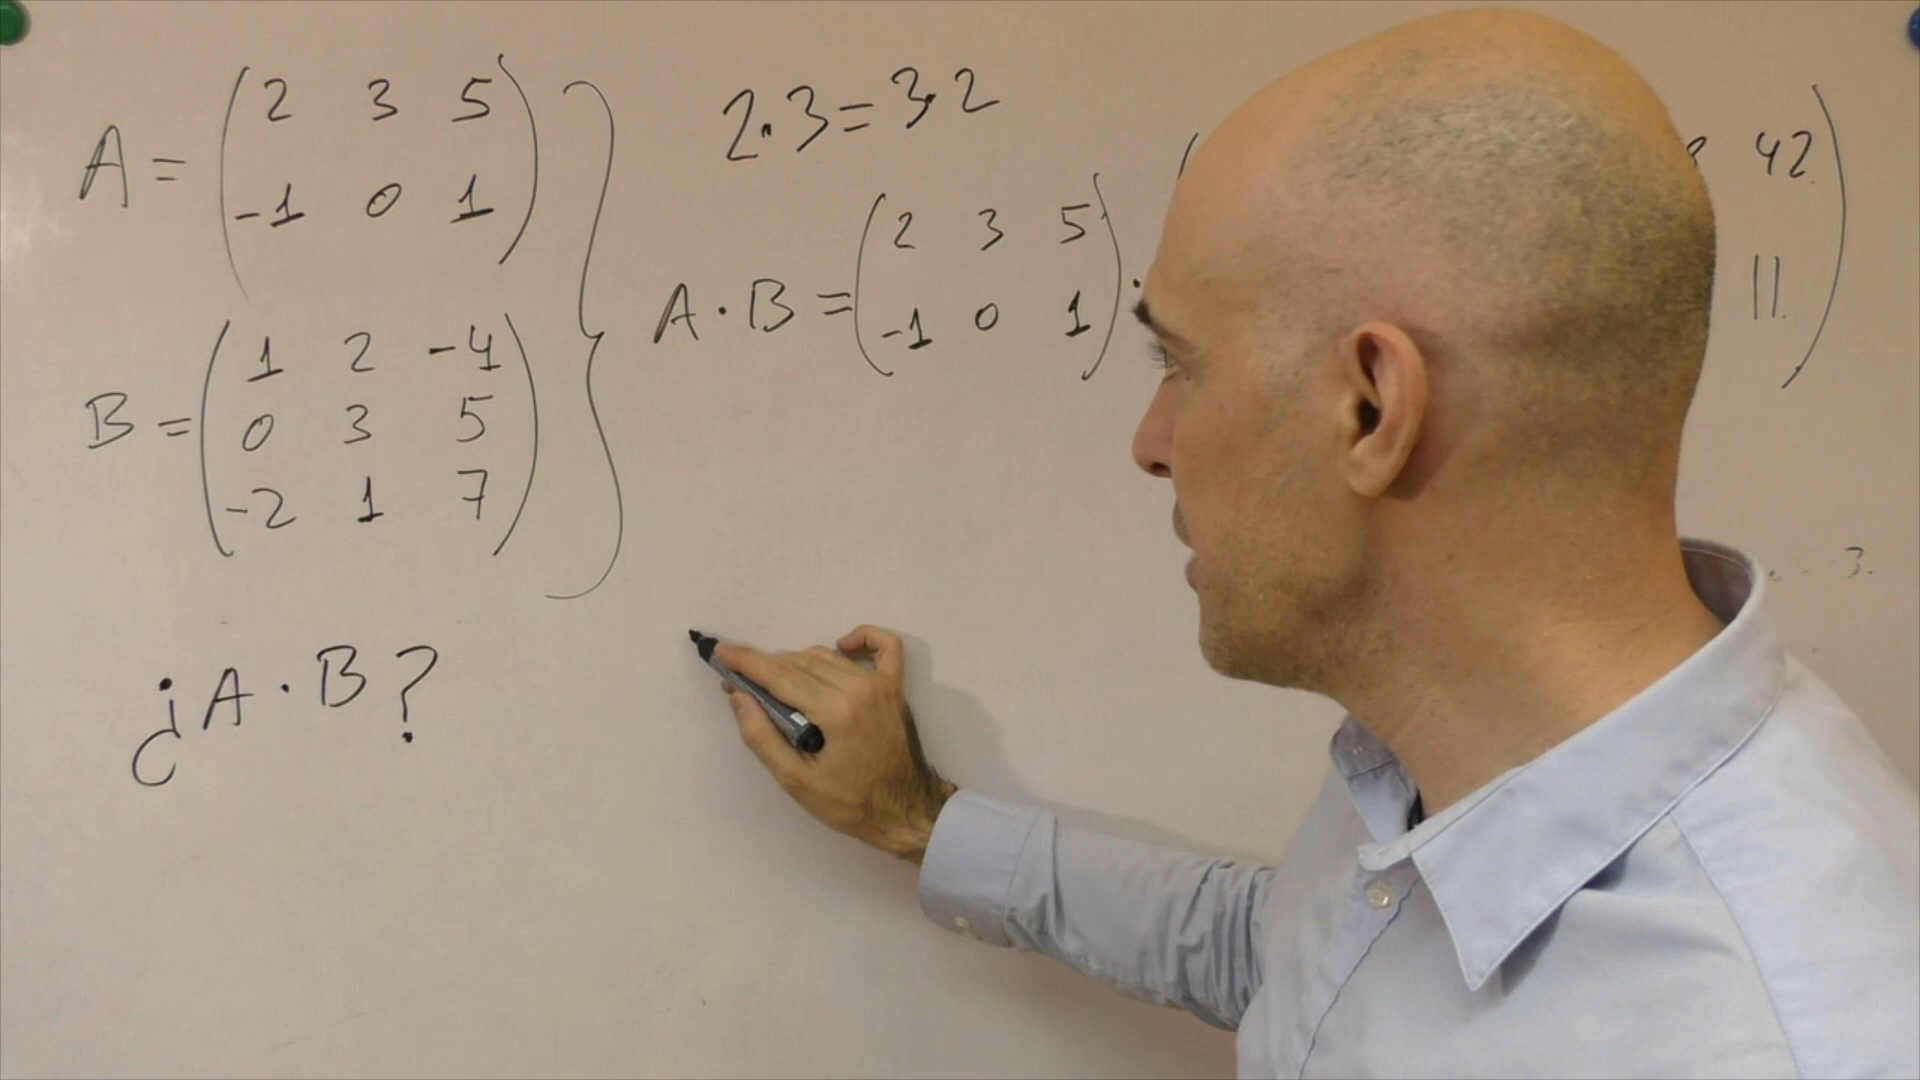 A = ( 2 3 5
-1 0 1 )
B = ( 1 2 -4
0 3 5
-2 1 7 )
¿A · B?
2·3=3·2
A · B = ( 2 3 5
-1 0 1 ) ·
42
11